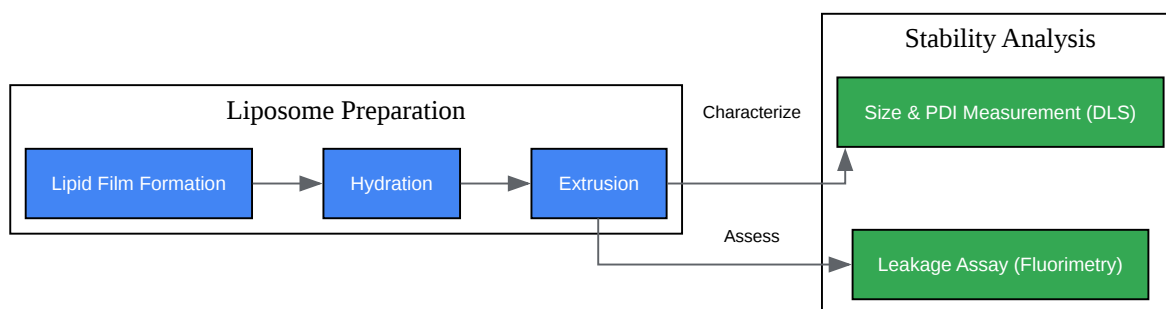 Liposome Preparation
Lipid Film Formation
Hydration
Extrusion
Characterize
Assess
Stability Analysis
Size & PDI Measurement (DLS)
Leakage Assay (Fluorimetry)